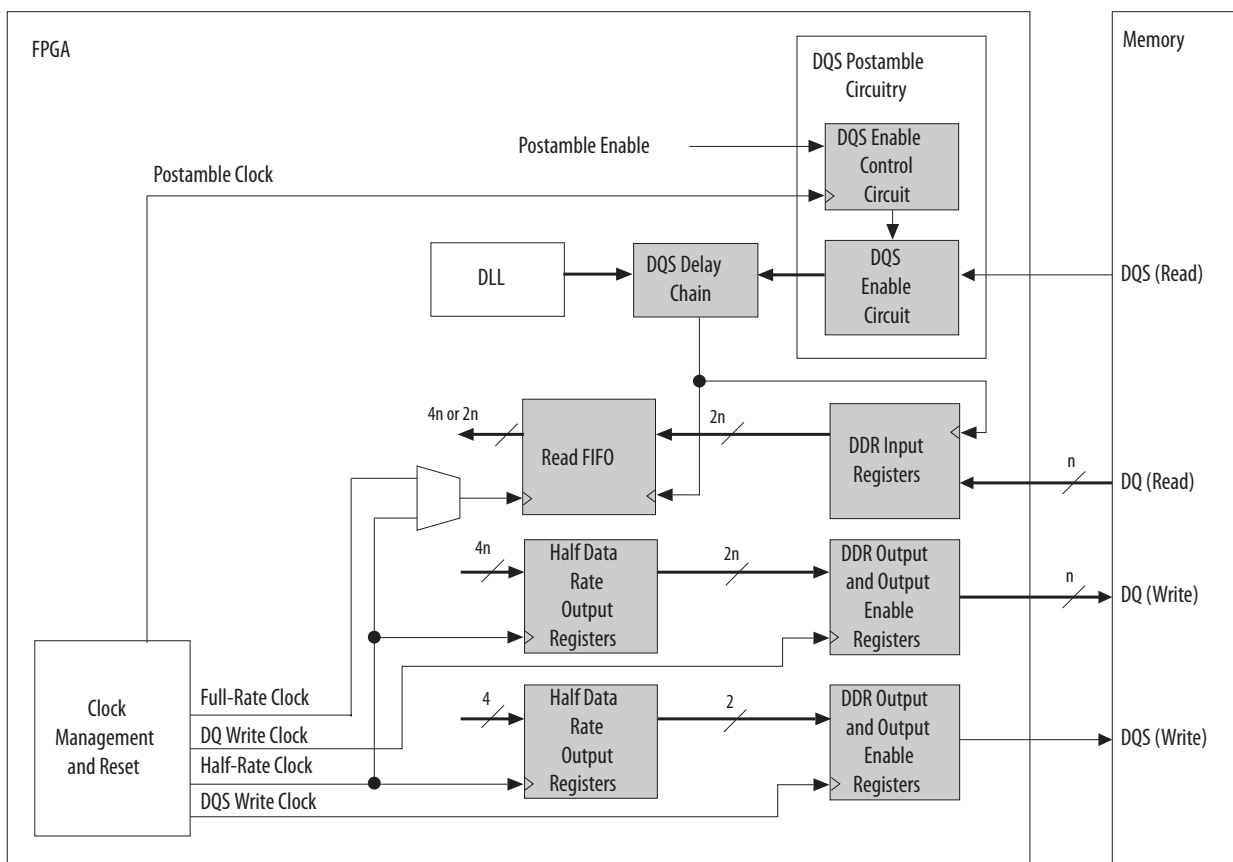 FPGA
Memory
DQS Postamble
Circuitry
Postamble Enable
DQS Enable
Control
Circuit
Postamble Clock
DLL
DQS Delay
Chain
DQS
Enable
Circuit
DQS (Read)
4n or 2n
Read FIFO
2n
DDR Input
Registers
n
DQ (Read)
4n
Half Data
Rate
Output
Registers
2n
DDR Output
and Output
Enable
Registers
n
DQ (Write)
Clock
Management
and Reset
Full-Rate Clock
DQ Write Clock
Half-Rate Clock
DQS Write Clock
4
Half Data
Rate
Output
Registers
2
DDR Output
and Output
Enable
Registers
DQS (Write)